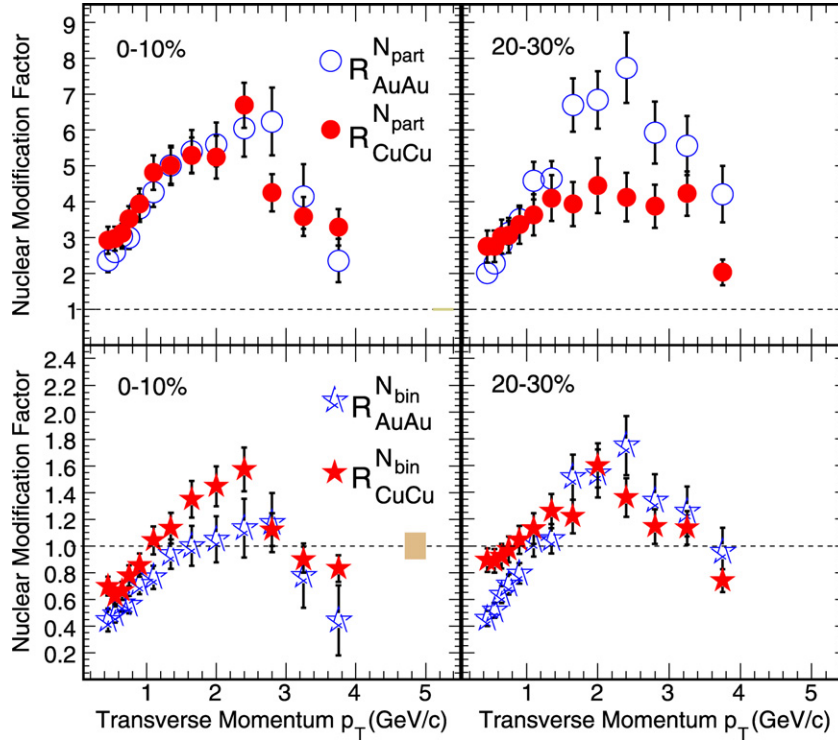 Nuclear Modification Factor
9
8
7
6
5
4
3
2
1
0-10%
R AuAu N part
R CuCu N part
20-30%
Nuclear Modification Factor
2.4
2.2
2.0
1.8
1.6
1.4
1.2
1.0
0.8
0.6
0.4
0.2
0-10%
R AuAu N bin
R CuCu N bin
20-30%
1 2 3 4 5
1 2 3 4 5
Transverse Momentum pT(GeV/c)
Transverse Momentum pT(GeV/c)